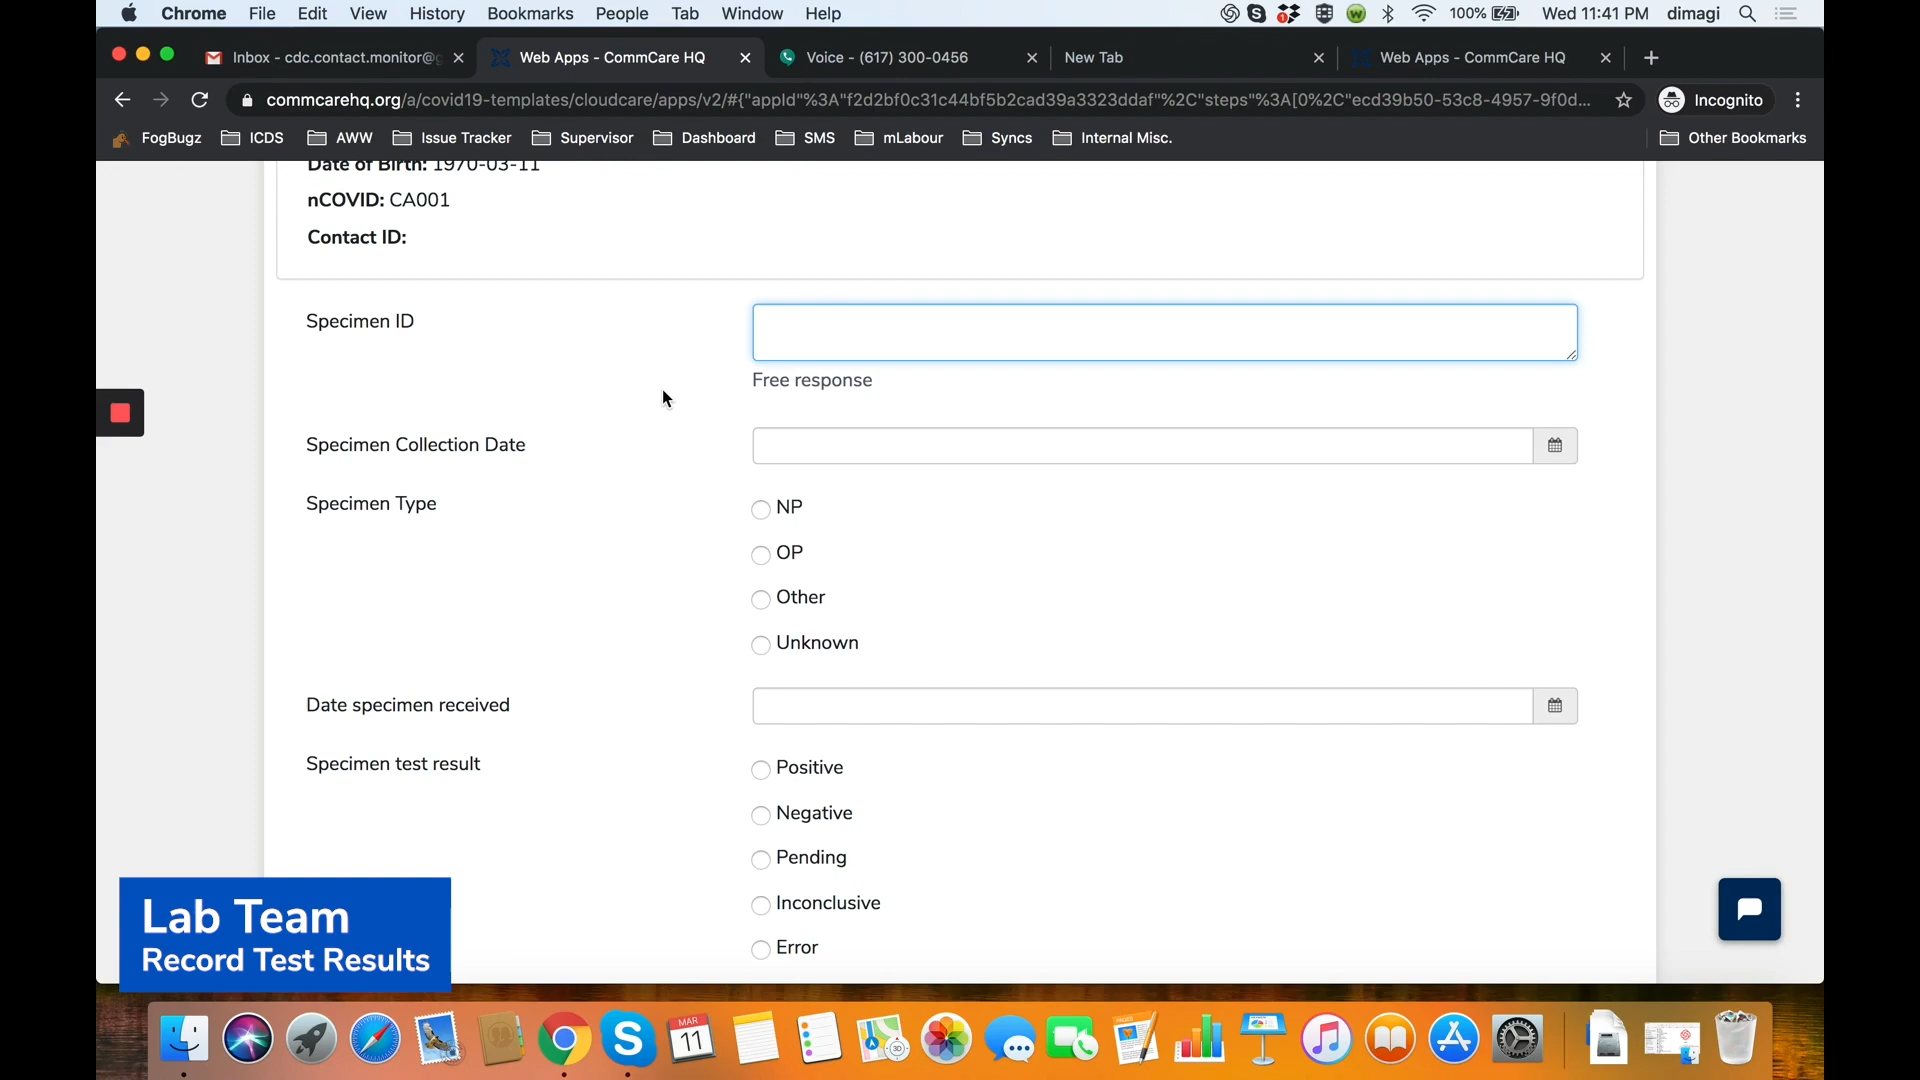 Chrome File Edit View History Bookmarks People Tab Window Help 100% Wed 11:41 PM dimagi
Inbox - cdc.contact.monitor@g Web Apps - CommCare HQ Voice - (617) 300-0456 New Tab Web Apps - CommCare HQ
commcarehq.org/a/covid19-templates/cloudcare/apps/v2/#{"appId"%3A"f2d2bf0c31c44bf5b2cad39a3323ddaf"%2C"steps"%3A[0%2C"ecd39b50-53c8-4957-9f0d... Incognito
FogBugz ICDS AWW Issue Tracker Supervisor Dashboard SMS mLabour Syncs Internal Misc. Other Bookmarks
Date of Birth: 1970-03-11
nCOVID: CA001
Contact ID:
Specimen ID
Free response
Specimen Collection Date
Specimen Type
NP
OP
Other
Unknown
Date specimen received
Specimen test result
Positive
Negative
Pending
Inconclusive
Error
Lab Team
Record Test Results
MAR
11